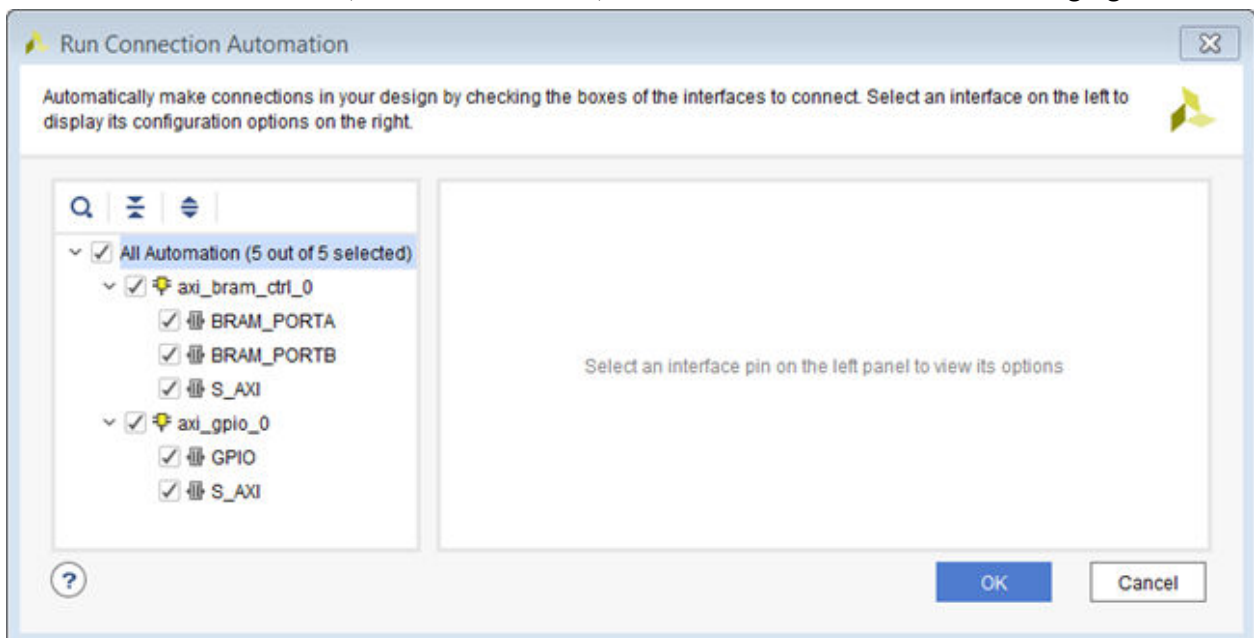 Run Connection Automation
Automatically make connections in your design by checking the boxes of the interfaces to connect. Select an interface on the left to
display its configuration options on the right.
All Automation (5 out of 5 selected)
axi_bram_ctrl_0
BRAM_PORTA
BRAM_PORTB
S_AXI
axi_gpio_0
GPIO
S_AXI
Select an interface pin on the left panel to view its options
?
OK
Cancel